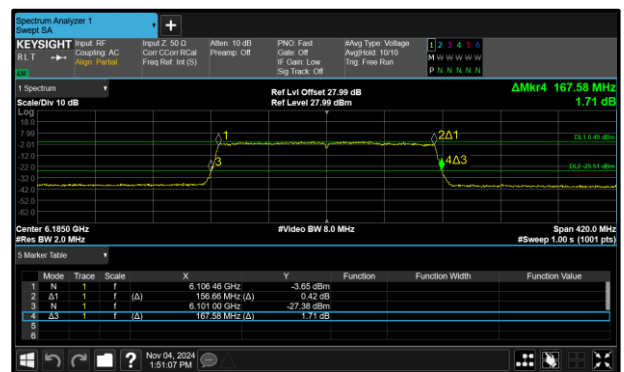 Spectrum Analyzer 1
Swept SA
+
KEYSIGHT Input: RF Input Z: 50 Ω Atten: 10 dB PNO: Fast #Avg Type: Voltage 1 2 3 4 5 6
RLT Coupling: AC Corr CCorr RCal Preamp: Off Gate: Off Avg|Hold: 10/10 M W W W W W
Align: Partial Freq Ref: Int (S) IF Gain: Low Trig: Free Run
Sig Track: Off P N N N N N
1 Spectrum Ref Lvl Offset 27.99 dB ΔMkr4 167.58 MHz
Scale/Div 10 dB Ref Level 27.99 dBm 1.71 dB
Log
18.0
7.99
-2.01
-12.0
-22.0
-32.0
-42.0
-52.0
-62.0
1
2Δ1
3
4Δ3
DL1 0.49 dBm
DL2 -25.51 dBm
Center 6.1850 GHz #Video BW 8.0 MHz Span 420.0 MHz
#Res BW 2.0 MHz #Sweep 1.00 s (1001 pts)
5 Marker Table
Mode Trace Scale X Y Function Function Width Function Value
1 N 1 f 6.106 46 GHz -3.65 dBm
2 Δ1 1 f (Δ) 156.66 MHz (Δ) 0.42 dB
3 N 1 f 6.101 00 GHz -27.38 dBm
4 Δ3 1 f (Δ) 167.58 MHz (Δ) 1.71 dB
5
6
? Nov 04, 2024
1:51:07 PM